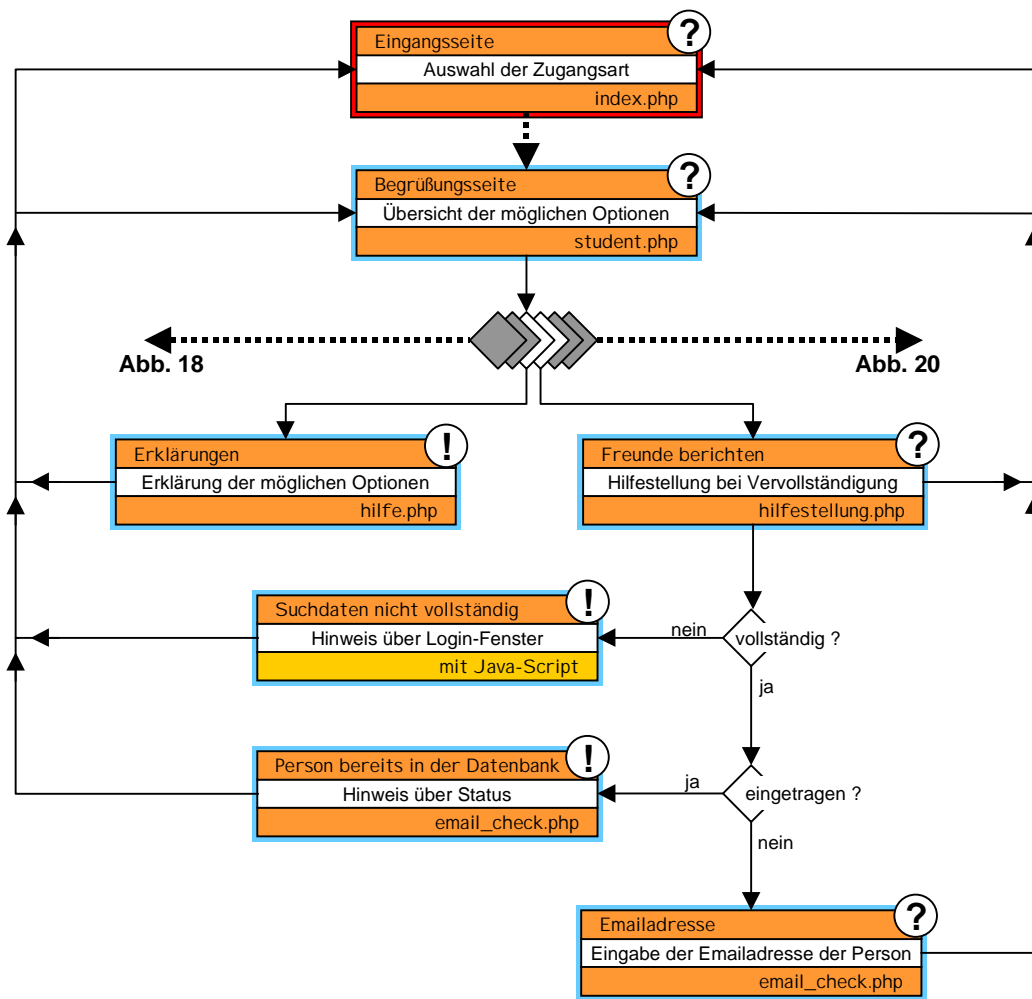 Eingangsseite
?
Auswahl der Zugangsart
index.php
Begrüßungsseite
?
Übersicht der möglichen Optionen
student.php
Abb. 18
Abb. 20
Erklärungen
!
Erklärung der möglichen Optionen
hilfe.php
Freunde berichten
?
Hilfestellung bei Vervollständigung
hilfestellung.php
Suchdaten nicht vollständig
!
Hinweis über Login-Fenster
mit Java-Script
nein
vollständig ?
ja
Person bereits in der Datenbank
!
Hinweis über Status
email_check.php
ja
eingetragen ?
nein
Emailadresse
?
Eingabe der Emailadresse der Person
email_check.php